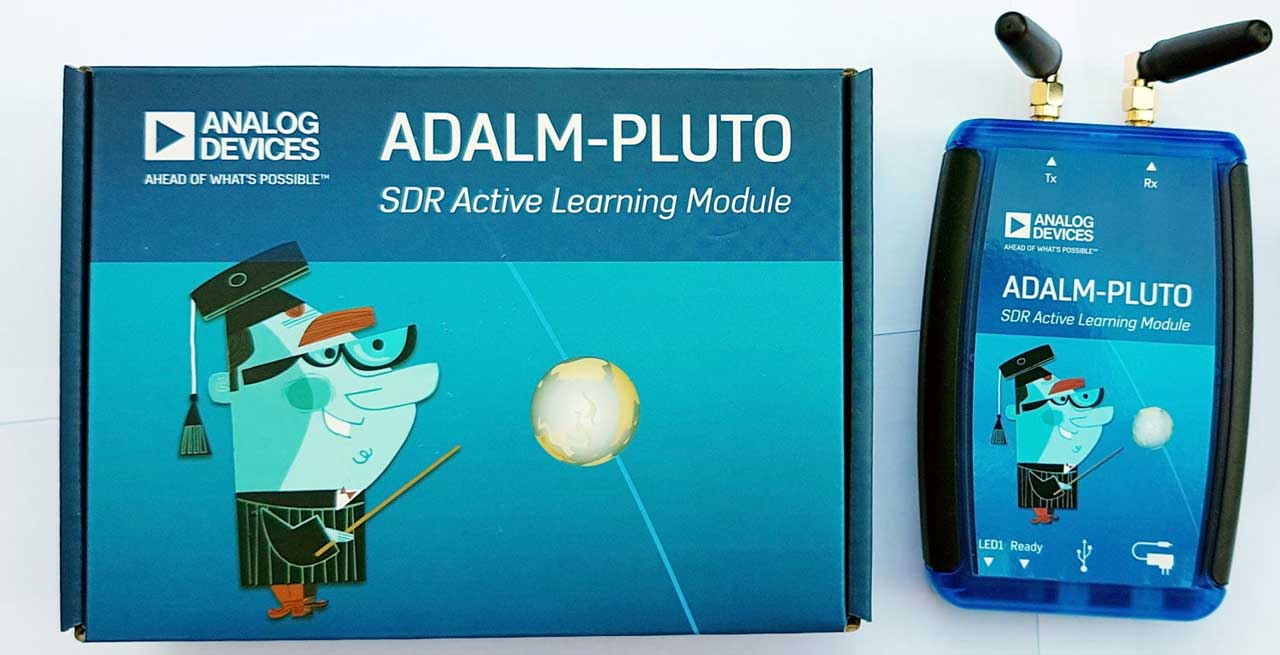 ANALOG
DEVICES
AHEAD OF WHAT'S POSSIBLE™
ADALM-PLUTO
SDR Active Learning Module
Tx
Rx
ANALOG
DEVICES
AHEAD OF WHAT'S POSSIBLE™
ADALM-PLUTO
SDR Active Learning Module
LED1 Ready